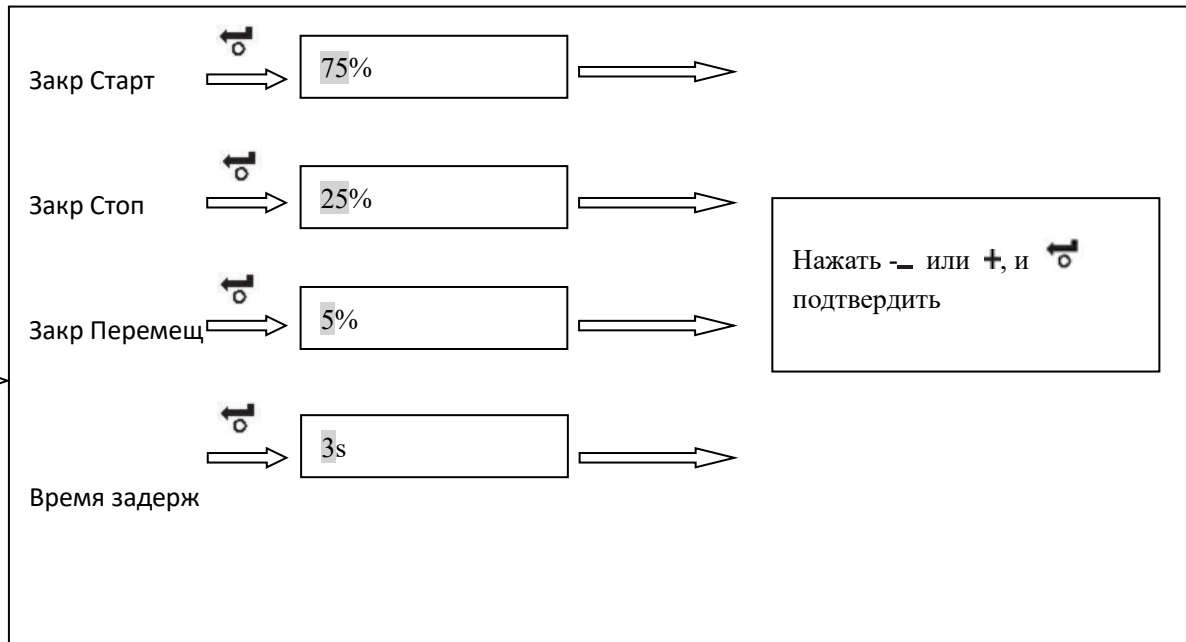 Закр Старт
75%
Закр Стоп
25%
Нажать -- или +, и
подтвердить
Закр Перемещ
5%
3s
Время задерж